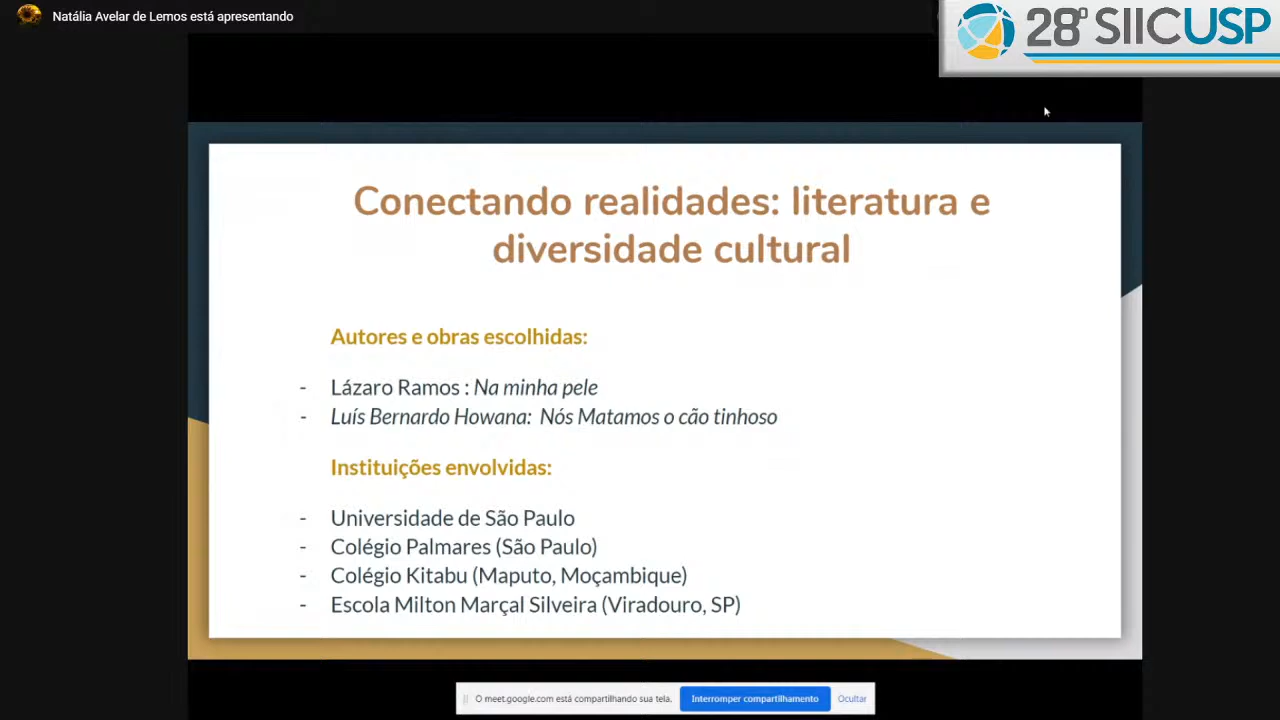 Natália Avelar de Lemos está apresentando
28º SIICUSP
Conectando realidades: literatura e
diversidade cultural
Autores e obras escolhidas:
- Lázaro Ramos : Na minha pele
- Luís Bernardo Howana: Nós Matamos o cão tinhoso
Instituições envolvidas:
- Universidade de São Paulo
- Colégio Palmares (São Paulo)
- Colégio Kitabu (Maputo, Moçambique)
- Escola Milton Marçal Silveira (Viradouro, SP)
O meet.google.com está compartilhando sua tela. Interromper compartilhamento Ocultar